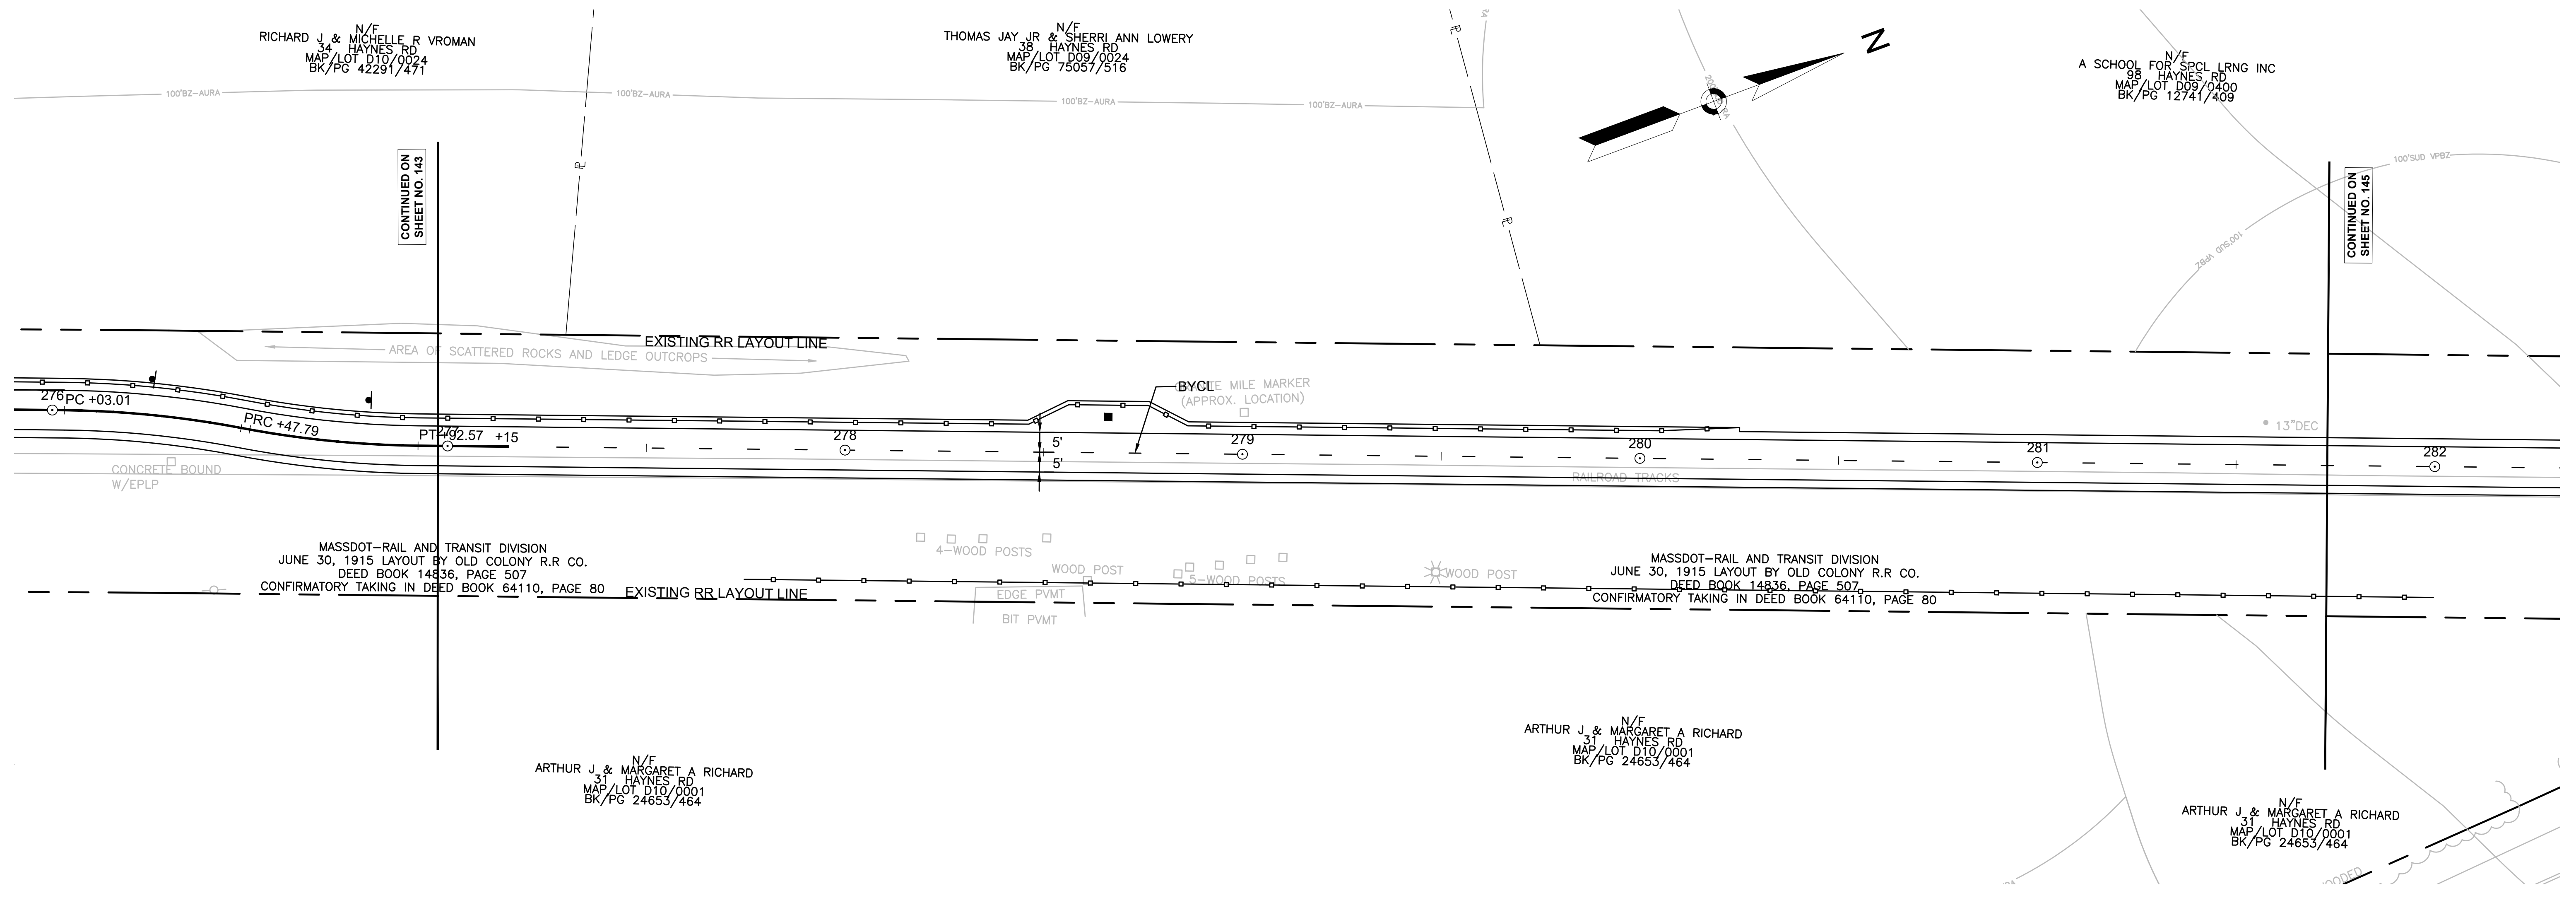 N/F
RICHARD J & MICHELLE R VROMAN
34 HAYNES RD
MAP/LOT D10/0024
BK/PG 42291/471
N/F
THOMAS JAY JR & SHERRI ANN LOWERY
38 HAYNES RD
MAP/LOT D09/0024
BK/PG 75057/516
N/F
A SCHOOL FOR SPCL LRNG INC
98 HAYNES RD
MAP/LOT D09/0400
BK/PG 12741/409
N
100'BZ-AURA
100'BZ-AURA
100'BZ-AURA
100'BZ-AURA
PL
PL
PL
100'SUD VPBZ
100'SUD VPBZ
CONTINUED ON
SHEET NO. 143
CONTINUED ON
SHEET NO. 145
EXISTING RR LAYOUT LINE
AREA OF SCATTERED ROCKS AND LEDGE OUTCROPS
BYCL
MILE MARKER
(APPROX. LOCATION)
276
PC +03.01
PRC +47.79
277
PT +92.57
+15
278
5'
5'
279
280
281
282
13"DEC
RAILROAD TRACKS
CONCRETE BOUND
W/EPLP
MASSDOT-RAIL AND TRANSIT DIVISION
JUNE 30, 1915 LAYOUT BY OLD COLONY R.R CO.
DEED BOOK 14836, PAGE 507
CONFIRMATORY TAKING IN DEED BOOK 64110, PAGE 80
EXISTING RR LAYOUT LINE
4-WOOD POSTS
WOOD POST
5-WOOD POSTS
WOOD POST
EDGE PVMT
BIT PVMT
MASSDOT-RAIL AND TRANSIT DIVISION
JUNE 30, 1915 LAYOUT BY OLD COLONY R.R CO.
DEED BOOK 14836, PAGE 507
CONFIRMATORY TAKING IN DEED BOOK 64110, PAGE 80
N/F
ARTHUR J & MARGARET A RICHARD
31 HAYNES RD
MAP/LOT D10/0001
BK/PG 24653/464
N/F
ARTHUR J & MARGARET A RICHARD
31 HAYNES RD
MAP/LOT D10/0001
BK/PG 24653/464
N/F
ARTHUR J & MARGARET A RICHARD
31 HAYNES RD
MAP/LOT D10/0001
BK/PG 24653/464